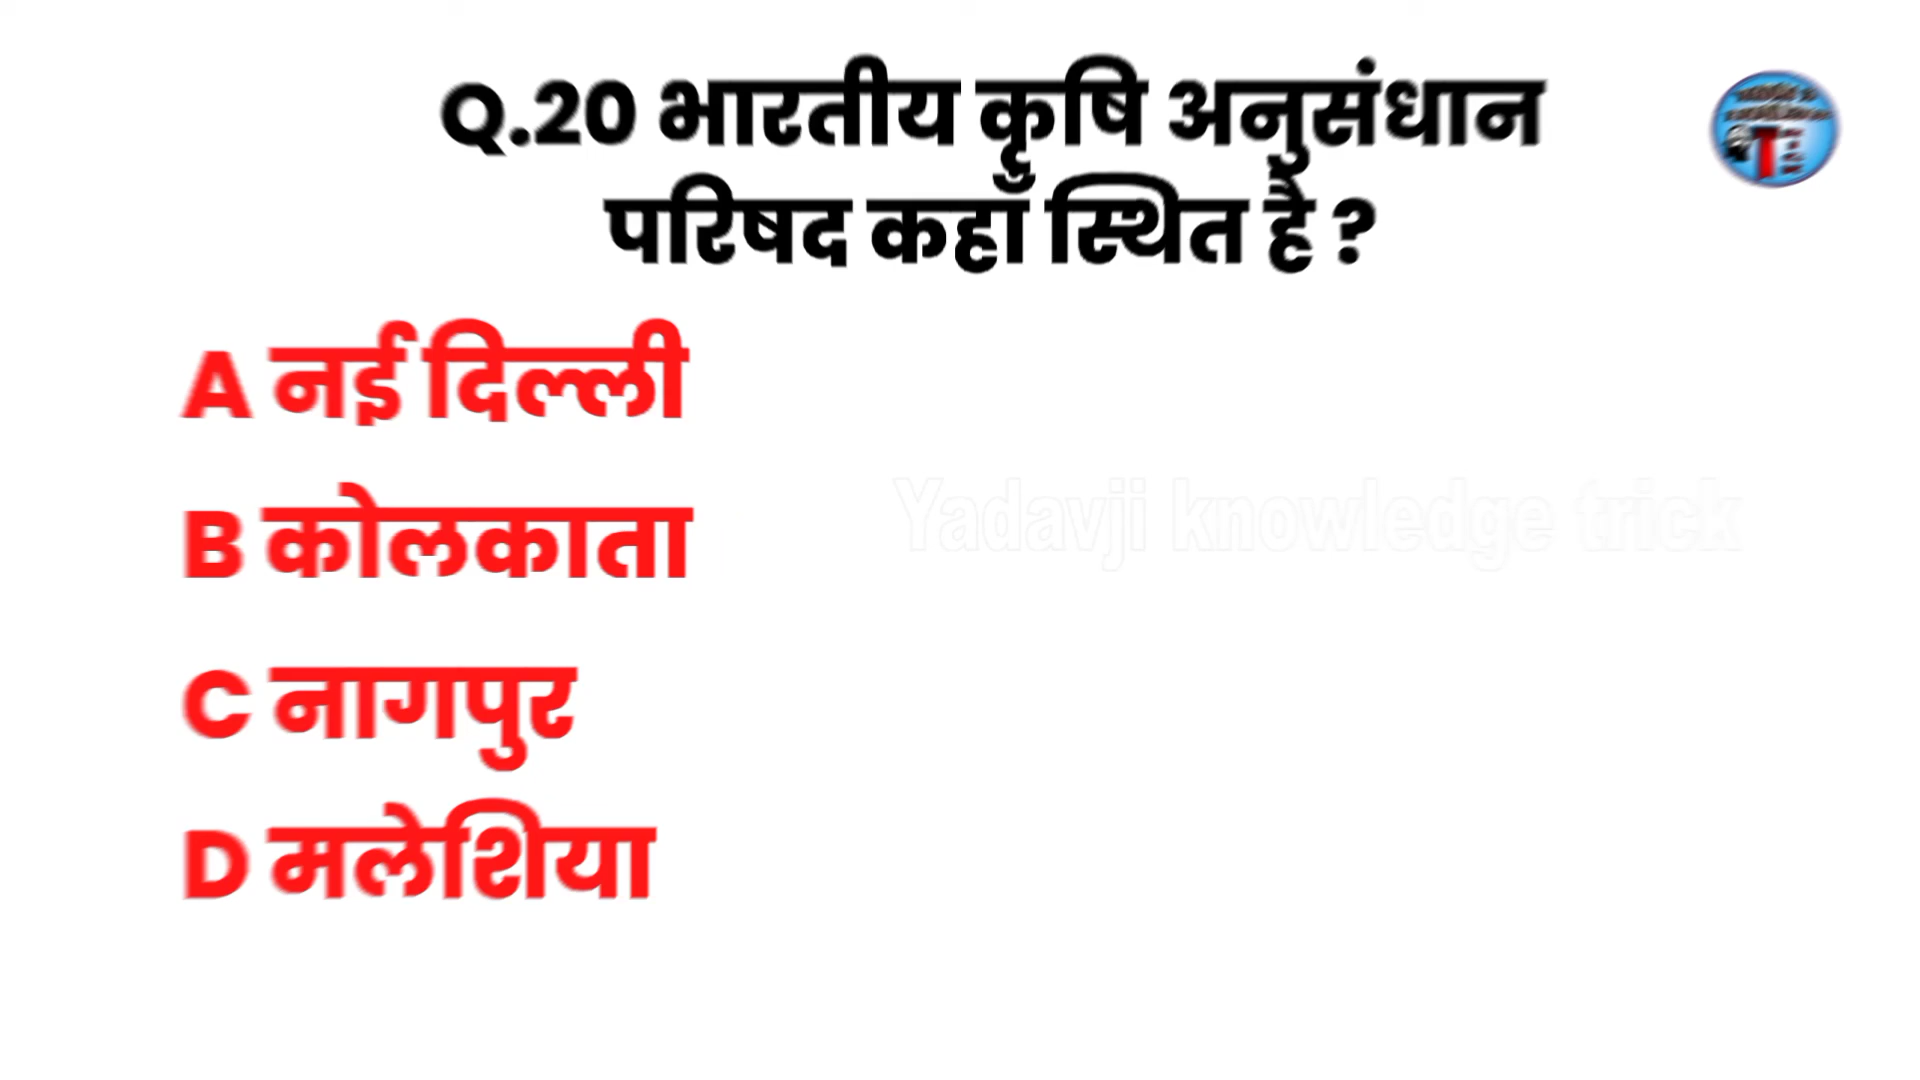 Q.20 भारतीय कृषि अनुसंधान
परिषद कहाँ स्थित है ?
A नई दिल्ली
B कोलकाता
Yadavji knowledge trick
C नागपुर
D मलेशिया